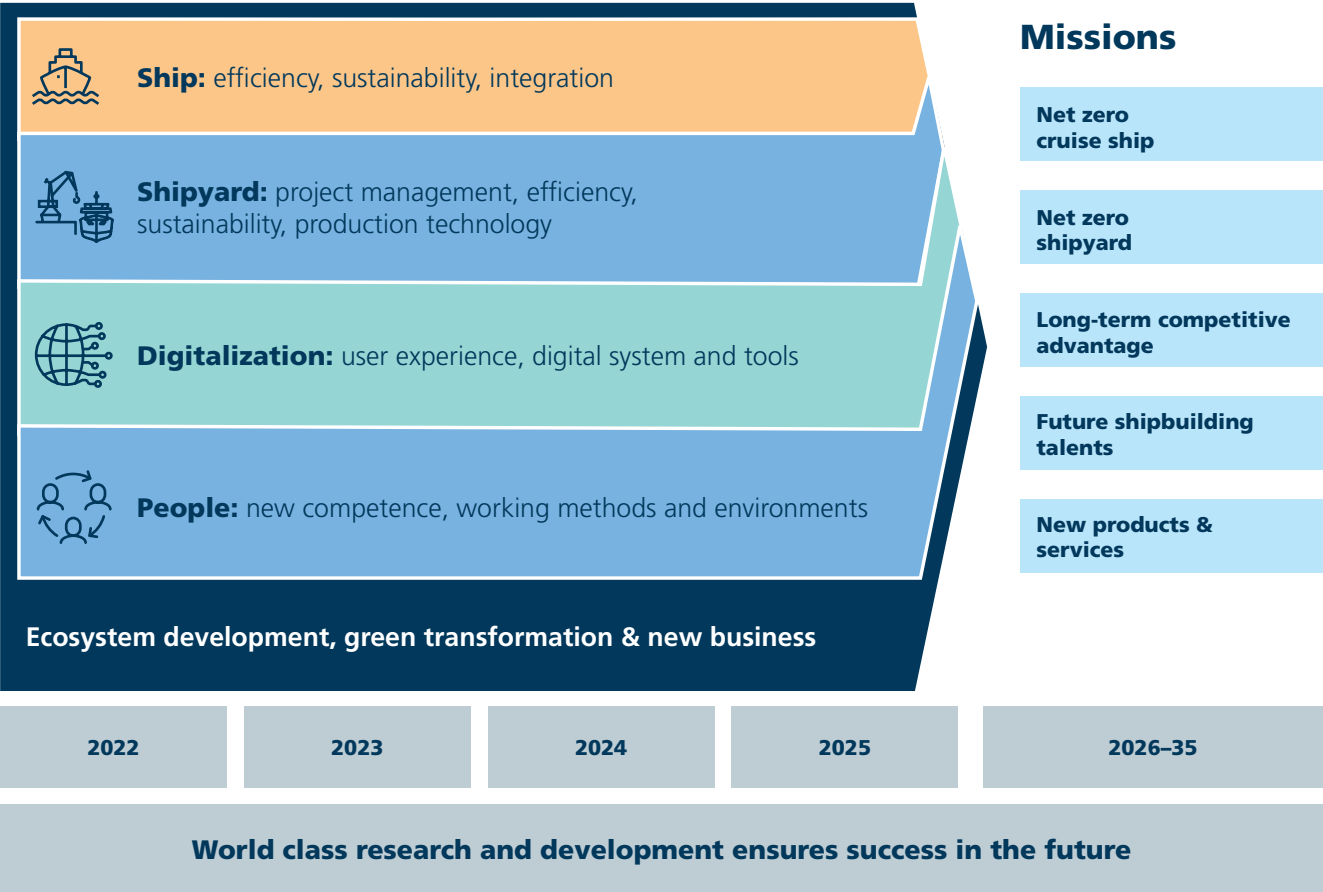 Ship: efficiency, sustainability, integration
Shipyard: project management, efficiency,
sustainability, production technology
Digitalization: user experience, digital system and tools
People: new competence, working methods and environments
Ecosystem development, green transformation & new business
Missions
Net zero
cruise ship
Net zero
shipyard
Long-term competitive
advantage
Future shipbuilding
talents
New products &
services
2022
2023
2024
2025
2026–35
World class research and development ensures success in the future